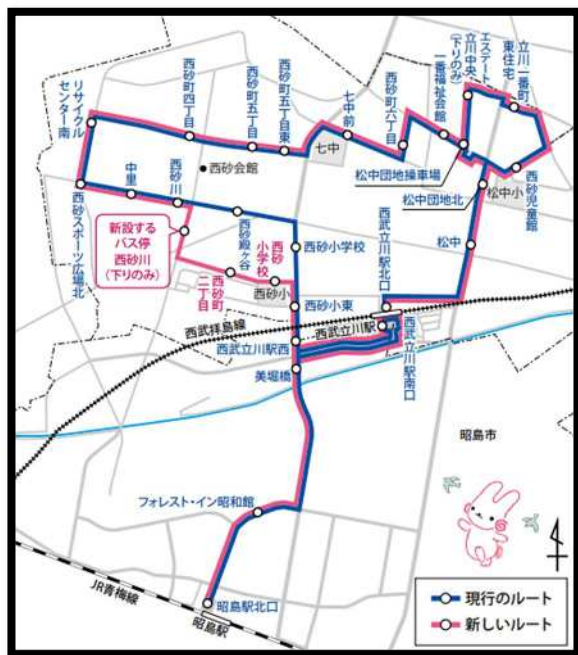 リサイクル
センター南
西砂町四丁目
西砂町五丁目
西砂町五丁目東
七中前
西砂町六丁目
一番福祉会館
エステート
立川中央
(下りのみ)
立川一番町
東住宅
七中
西砂会館
中里
西砂川
松中団地操車場
松中団地北
松中小
西砂児童館
西砂スポーツ広場北
新設する
バス停
西砂川
(下りのみ)
西砂殿ヶ谷
西砂
小学校
西砂町
二丁目
西砂小
西砂小学校
西武立川駅北口
松中
西砂小東
西武拝島線
西武立川駅
西武立川駅西
西武立川駅南口
美堀橋
昭島市
フォレスト・イン昭和館
JR青梅線
昭島駅北口
昭島駅
現行のルート
新しいルート